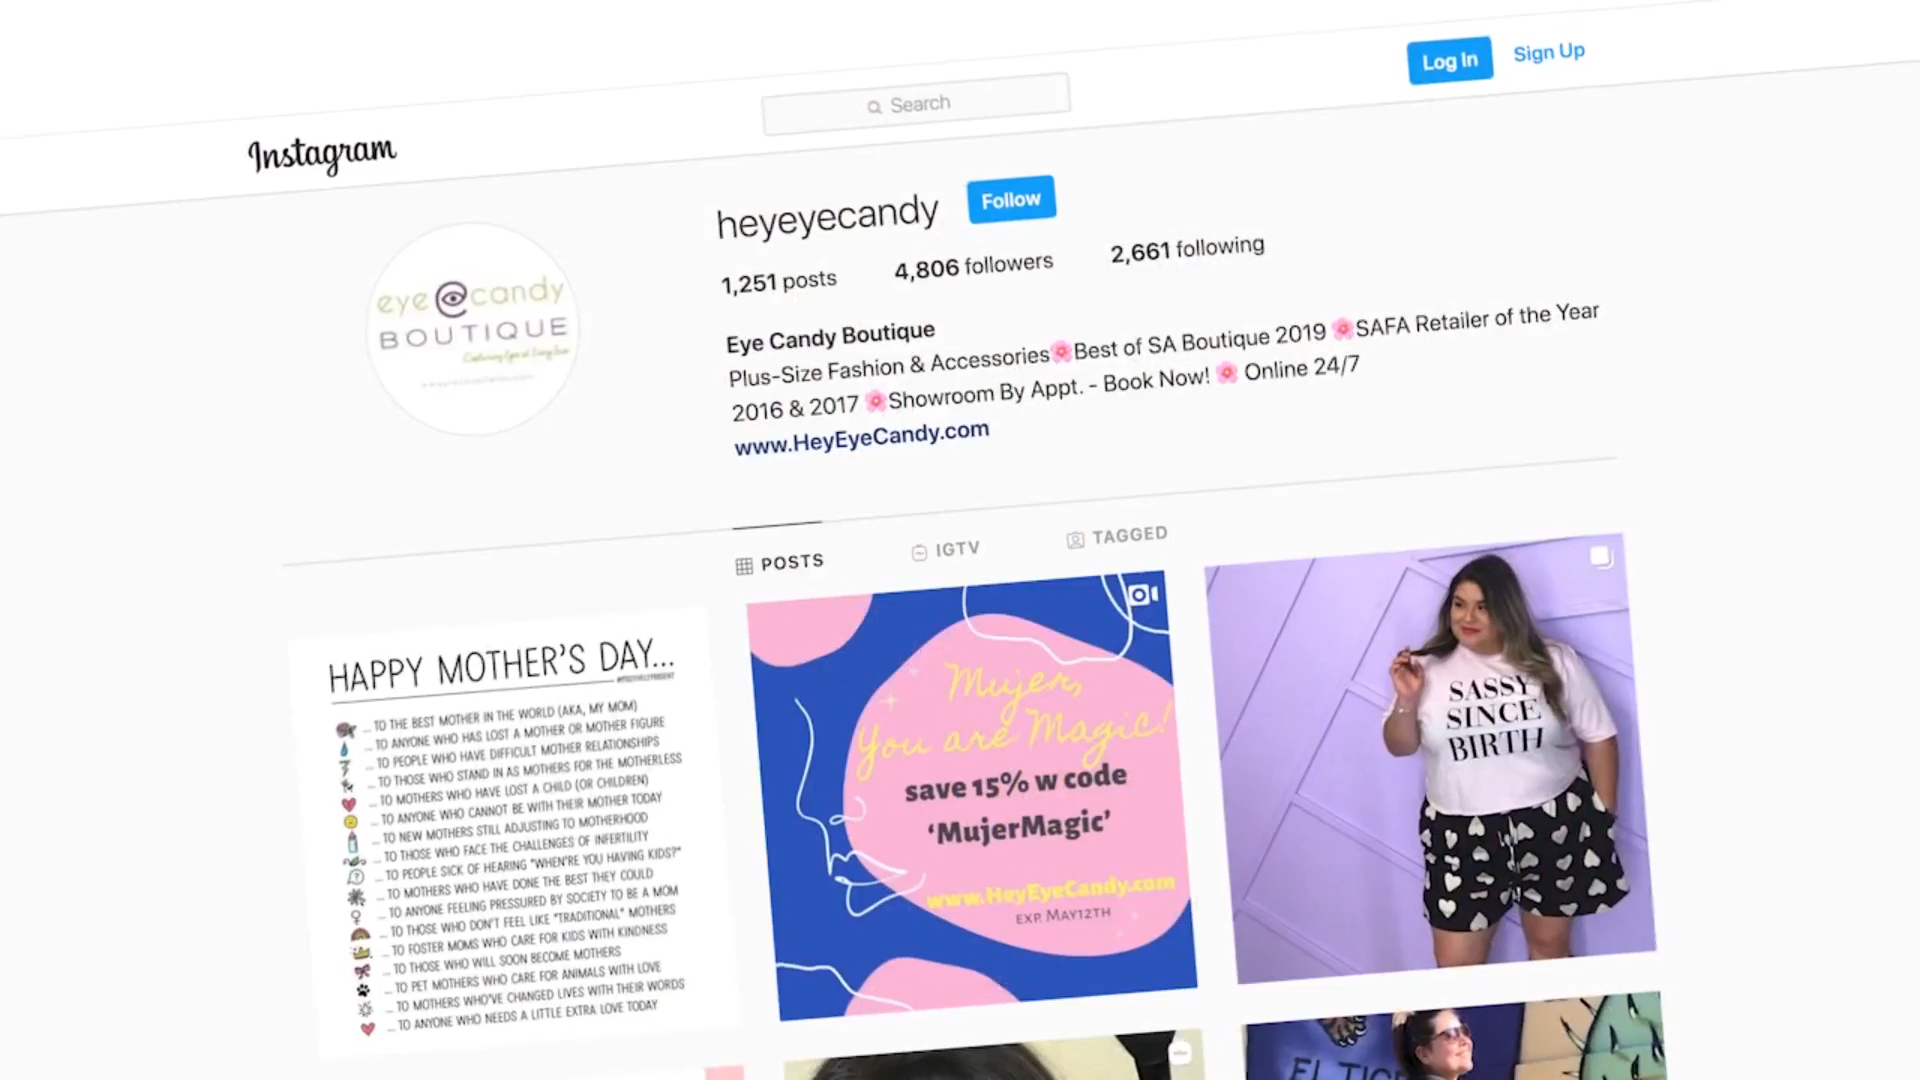 Log In
Sign Up
Search
Instagram
heyeyecandy
Follow
1,251 posts
4,806 followers
2,661 following
eye candy
BOUTIQUE
Eye Candy Boutique
Plus-Size Fashion & Accessories🌸Best of SA Boutique 2019 🌸SAFA Retailer of the Year
2016 & 2017 🌸Showroom By Appt. - Book Now! 🌸 Online 24/7
www.HeyEyeCandy.com
POSTS
IGTV
TAGGED
HAPPY MOTHER'S DAY...
... TO THE BEST MOTHER IN THE WORLD (AKA, MY MOM)
... TO ANYONE WHO HAS LOST A MOTHER OR MOTHER FIGURE
... TO PEOPLE WHO HAVE DIFFICULT MOTHER RELATIONSHIPS
... TO THOSE WHO STAND IN AS MOTHERS FOR THE MOTHERLESS
... TO MOTHERS WHO HAVE LOST A CHILD (OR CHILDREN)
... TO ANYONE WHO CANNOT BE WITH THEIR MOTHER TODAY
... TO NEW MOTHERS STILL ADJUSTING TO MOTHERHOOD
... TO THOSE WHO FACE THE CHALLENGES OF INFERTILITY
... TO PEOPLE SICK OF HEARING "WHEN'RE YOU HAVING KIDS?"
... TO MOTHERS WHO HAVE DONE THE BEST THEY COULD
... TO ANYONE FEELING PRESSURED BY SOCIETY TO BE A MOM
... TO THOSE WHO DON'T FEEL LIKE "TRADITIONAL" MOTHERS
... TO FOSTER MOMS WHO CARE FOR KIDS WITH KINDNESS
... TO THOSE WHO WILL SOON BECOME MOTHERS
... TO PET MOTHERS WHO CARE FOR ANIMALS WITH LOVE
... TO MOTHERS WHO'VE CHANGED LIVES WITH THEIR WORDS
... TO ANYONE WHO NEEDS A LITTLE EXTRA LOVE TODAY
Mujer,
You are Magic!
save 15% w code
'MujerMagic'
www.HeyEyeCandy.com
EXP. MAY12TH
SASSY
SINCE
BIRTH
EL